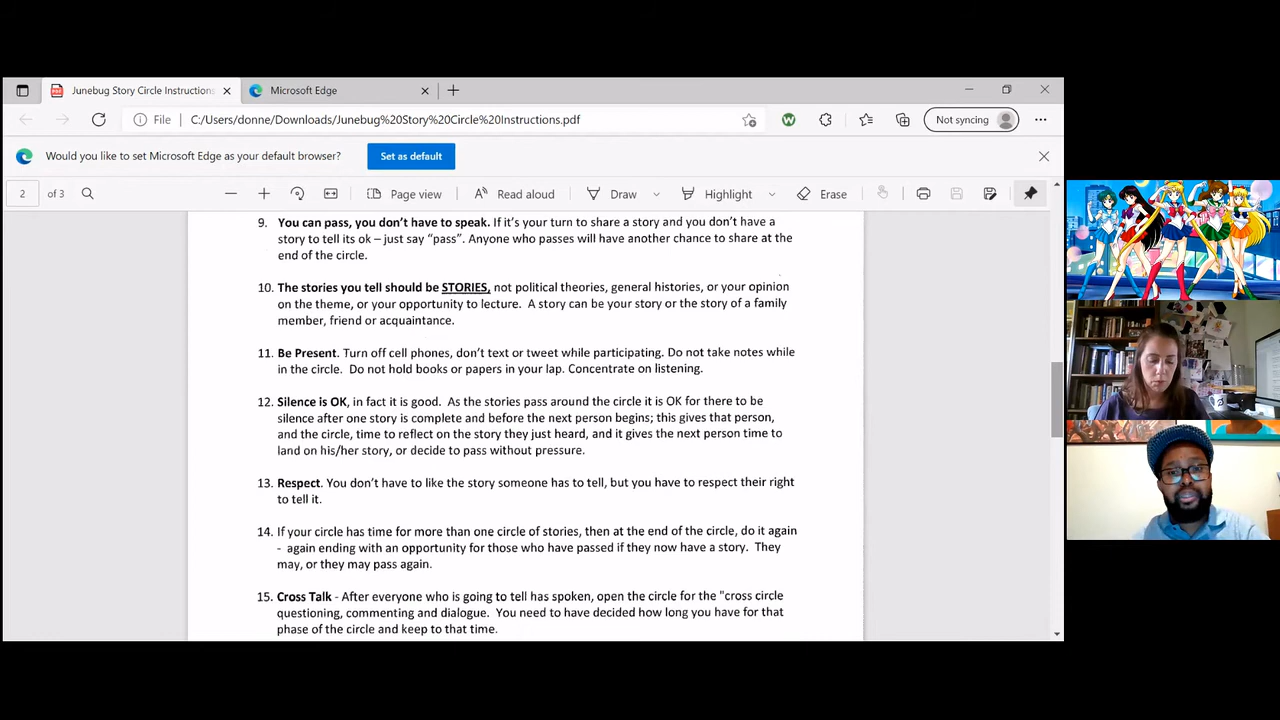 Junebug Story Circle Instructions
Microsoft Edge
File
C:/Users/donne/Downloads/Junebug%20Story%20Circle%20Instructions.pdf
Not syncing
Would you like to set Microsoft Edge as your default browser?
Set as default
2 of 3
Page view
Read aloud
Draw
Highlight
Erase
9. You can pass, you don't have to speak. If it's your turn to share a story and you don't have a
story to tell its ok – just say "pass". Anyone who passes will have another chance to share at the
end of the circle.
10. The stories you tell should be STORIES, not political theories, general histories, or your opinion
on the theme, or your opportunity to lecture. A story can be your story or the story of a family
member, friend or acquaintance.
11. Be Present. Turn off cell phones, don't text or tweet while participating. Do not take notes while
in the circle. Do not hold books or papers in your lap. Concentrate on listening.
12. Silence is OK, in fact it is good. As the stories pass around the circle it is OK for there to be
silence after one story is complete and before the next person begins; this gives that person,
and the circle, time to reflect on the story they just heard, and it gives the next person time to
land on his/her story, or decide to pass without pressure.
13. Respect. You don't have to like the story someone has to tell, but you have to respect their right
to tell it.
14. If your circle has time for more than one circle of stories, then at the end of the circle, do it again
- again ending with an opportunity for those who have passed if they now have a story. They
may, or they may pass again.
15. Cross Talk - After everyone who is going to tell has spoken, open the circle for the "cross circle
questioning, commenting and dialogue. You need to have decided how long you have for that
phase of the circle and keep to that time.